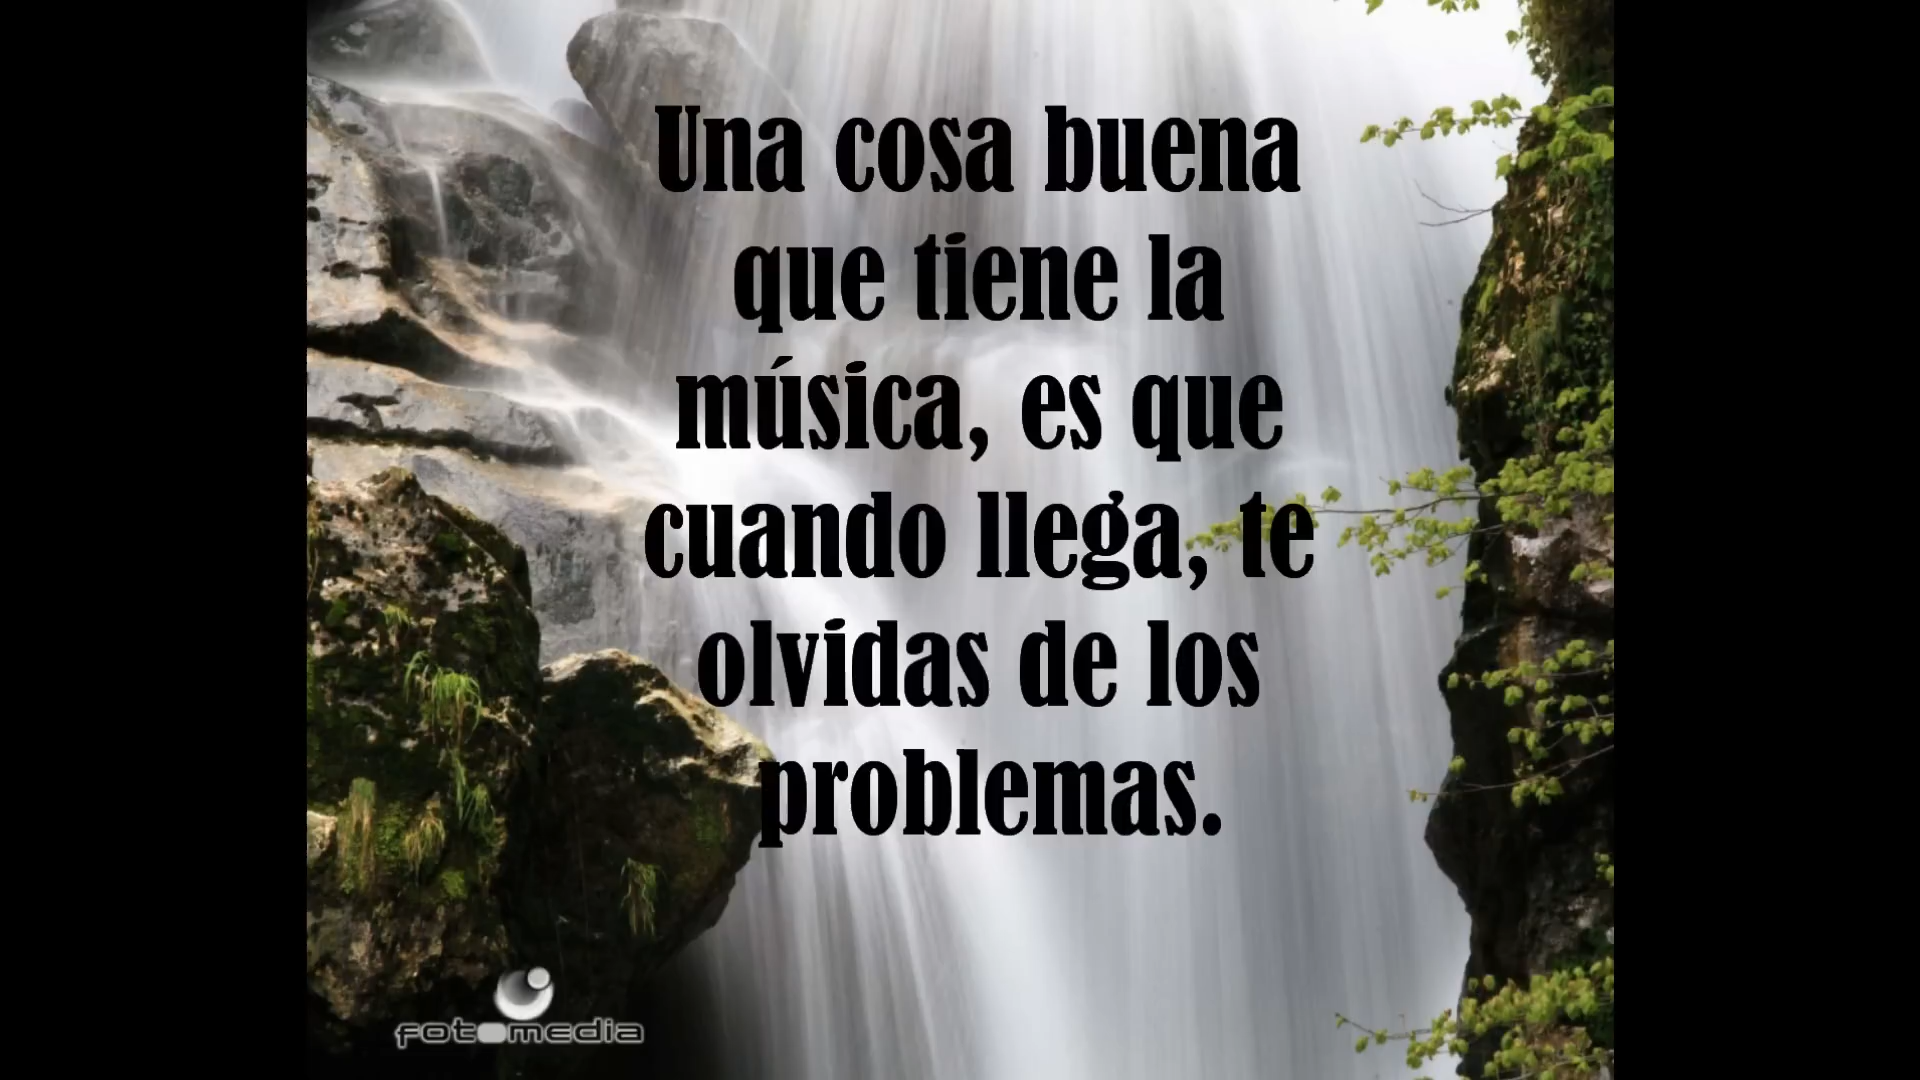 Una cosa buena
que tiene la
música, es que
cuando llega, te
olvidas de los
problemas.
fotomedia